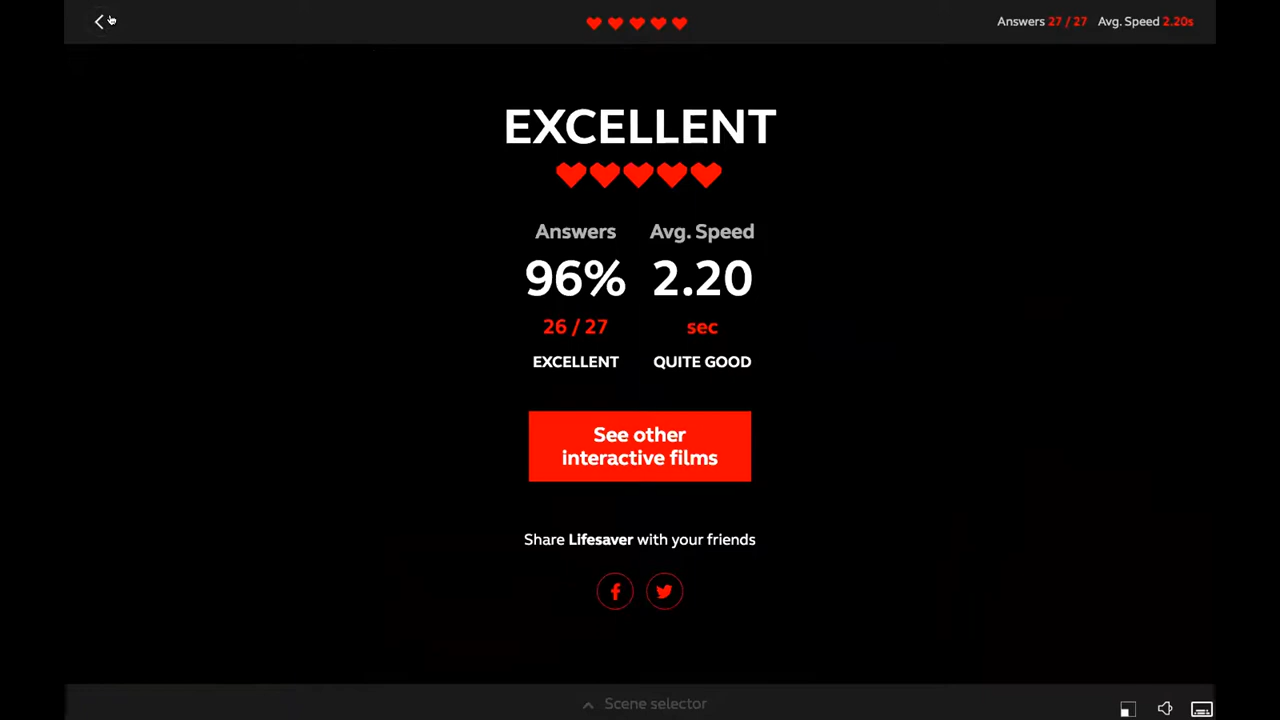 Answers 27 / 27 Avg. Speed 2.20s
EXCELLENT
Answers Avg. Speed
96% 2.20
26 / 27 sec
EXCELLENT QUITE GOOD
See other
interactive films
Share Lifesaver with your friends
Scene selector